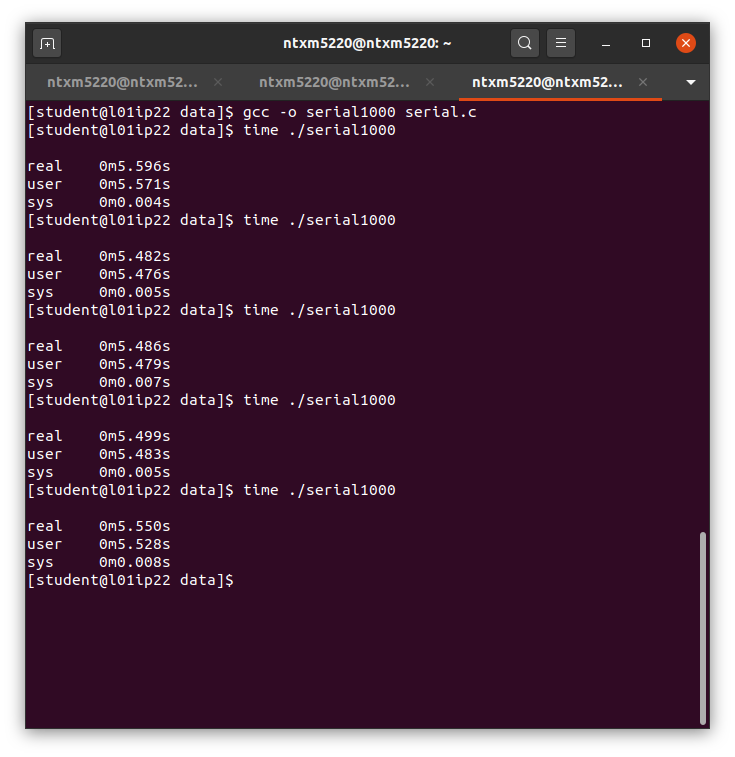 ntxm5220@ntxm5220: ~
ntxm5220@ntxm52... × ntxm5220@ntxm52... × ntxm5220@ntxm52... ×
[student@l01ip22 data]$ gcc -o serial1000 serial.c
[student@l01ip22 data]$ time ./serial1000
real 0m5.596s
user 0m5.571s
sys 0m0.004s
[student@l01ip22 data]$ time ./serial1000
real 0m5.482s
user 0m5.476s
sys 0m0.005s
[student@l01ip22 data]$ time ./serial1000
real 0m5.486s
user 0m5.479s
sys 0m0.007s
[student@l01ip22 data]$ time ./serial1000
real 0m5.499s
user 0m5.483s
sys 0m0.005s
[student@l01ip22 data]$ time ./serial1000
real 0m5.550s
user 0m5.528s
sys 0m0.008s
[student@l01ip22 data]$